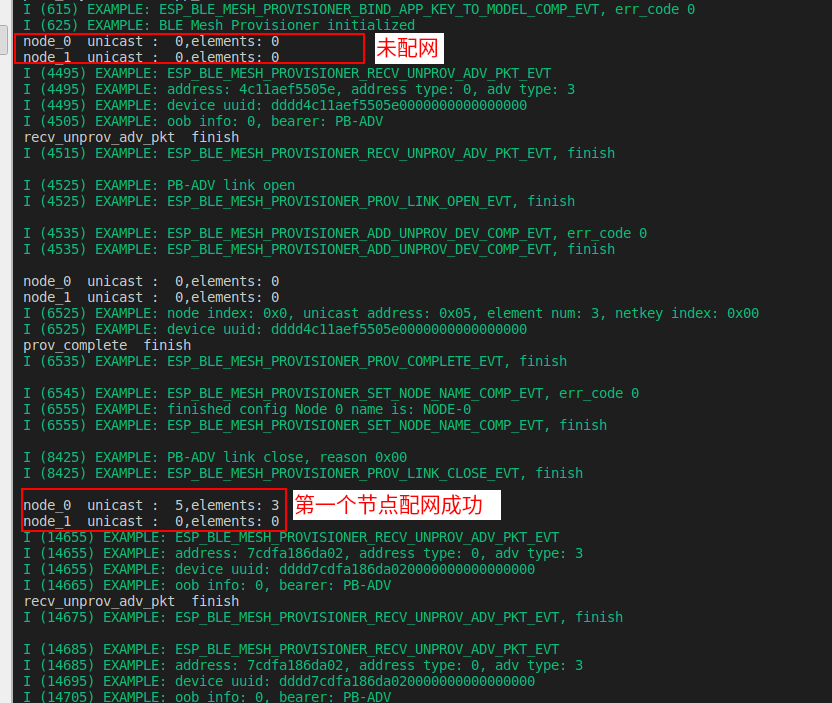 I (615) EXAMPLE: ESP_BLE_MESH_PROVISIONER_BIND_APP_KEY_TO_MODEL_COMP_EVT, err_code 0
I (625) EXAMPLE: BLE Mesh Provisioner initialized
node_0  unicast :  0,elements: 0 未配网
node_1  unicast :  0,elements: 0
I (4495) EXAMPLE: ESP_BLE_MESH_PROVISIONER_RECV_UNPROV_ADV_PKT_EVT
I (4495) EXAMPLE: address: 4c11aef5505e, address type: 0, adv type: 3
I (4495) EXAMPLE: device uuid: dddd4c11aef5505e0000000000000000
I (4505) EXAMPLE: oob info: 0, bearer: PB-ADV
recv_unprov_adv_pkt  finish
I (4515) EXAMPLE: ESP_BLE_MESH_PROVISIONER_RECV_UNPROV_ADV_PKT_EVT, finish
I (4525) EXAMPLE: PB-ADV link open
I (4525) EXAMPLE: ESP_BLE_MESH_PROVISIONER_PROV_LINK_OPEN_EVT, finish
I (4535) EXAMPLE: ESP_BLE_MESH_PROVISIONER_ADD_UNPROV_DEV_COMP_EVT, err_code 0
I (4535) EXAMPLE: ESP_BLE_MESH_PROVISIONER_ADD_UNPROV_DEV_COMP_EVT, finish
node_0  unicast :  0,elements: 0
node_1  unicast :  0,elements: 0
I (6525) EXAMPLE: node index: 0x0, unicast address: 0x05, element num: 3, netkey index: 0x00
I (6525) EXAMPLE: device uuid: dddd4c11aef5505e0000000000000000
prov_complete  finish
I (6535) EXAMPLE: ESP_BLE_MESH_PROVISIONER_PROV_COMPLETE_EVT, finish
I (6545) EXAMPLE: ESP_BLE_MESH_PROVISIONER_SET_NODE_NAME_COMP_EVT, err_code 0
I (6555) EXAMPLE: finished config Node 0 name is: NODE-0
I (6555) EXAMPLE: ESP_BLE_MESH_PROVISIONER_SET_NODE_NAME_COMP_EVT, finish
I (8425) EXAMPLE: PB-ADV link close, reason 0x00
I (8425) EXAMPLE: ESP_BLE_MESH_PROVISIONER_PROV_LINK_CLOSE_EVT, finish
node_0  unicast :  5,elements: 3 第一个节点配网成功
node_1  unicast :  0,elements: 0
I (14655) EXAMPLE: ESP_BLE_MESH_PROVISIONER_RECV_UNPROV_ADV_PKT_EVT
I (14655) EXAMPLE: address: 7cdfa186da02, address type: 0, adv type: 3
I (14655) EXAMPLE: device uuid: dddd7cdfa186da020000000000000000
I (14665) EXAMPLE: oob info: 0, bearer: PB-ADV
recv_unprov_adv_pkt  finish
I (14675) EXAMPLE: ESP_BLE_MESH_PROVISIONER_RECV_UNPROV_ADV_PKT_EVT, finish
I (14685) EXAMPLE: ESP_BLE_MESH_PROVISIONER_RECV_UNPROV_ADV_PKT_EVT
I (14685) EXAMPLE: address: 7cdfa186da02, address type: 0, adv type: 3
I (14695) EXAMPLE: device uuid: dddd7cdfa186da020000000000000000
I (14705) EXAMPLE: oob info: 0, bearer: PB-ADV